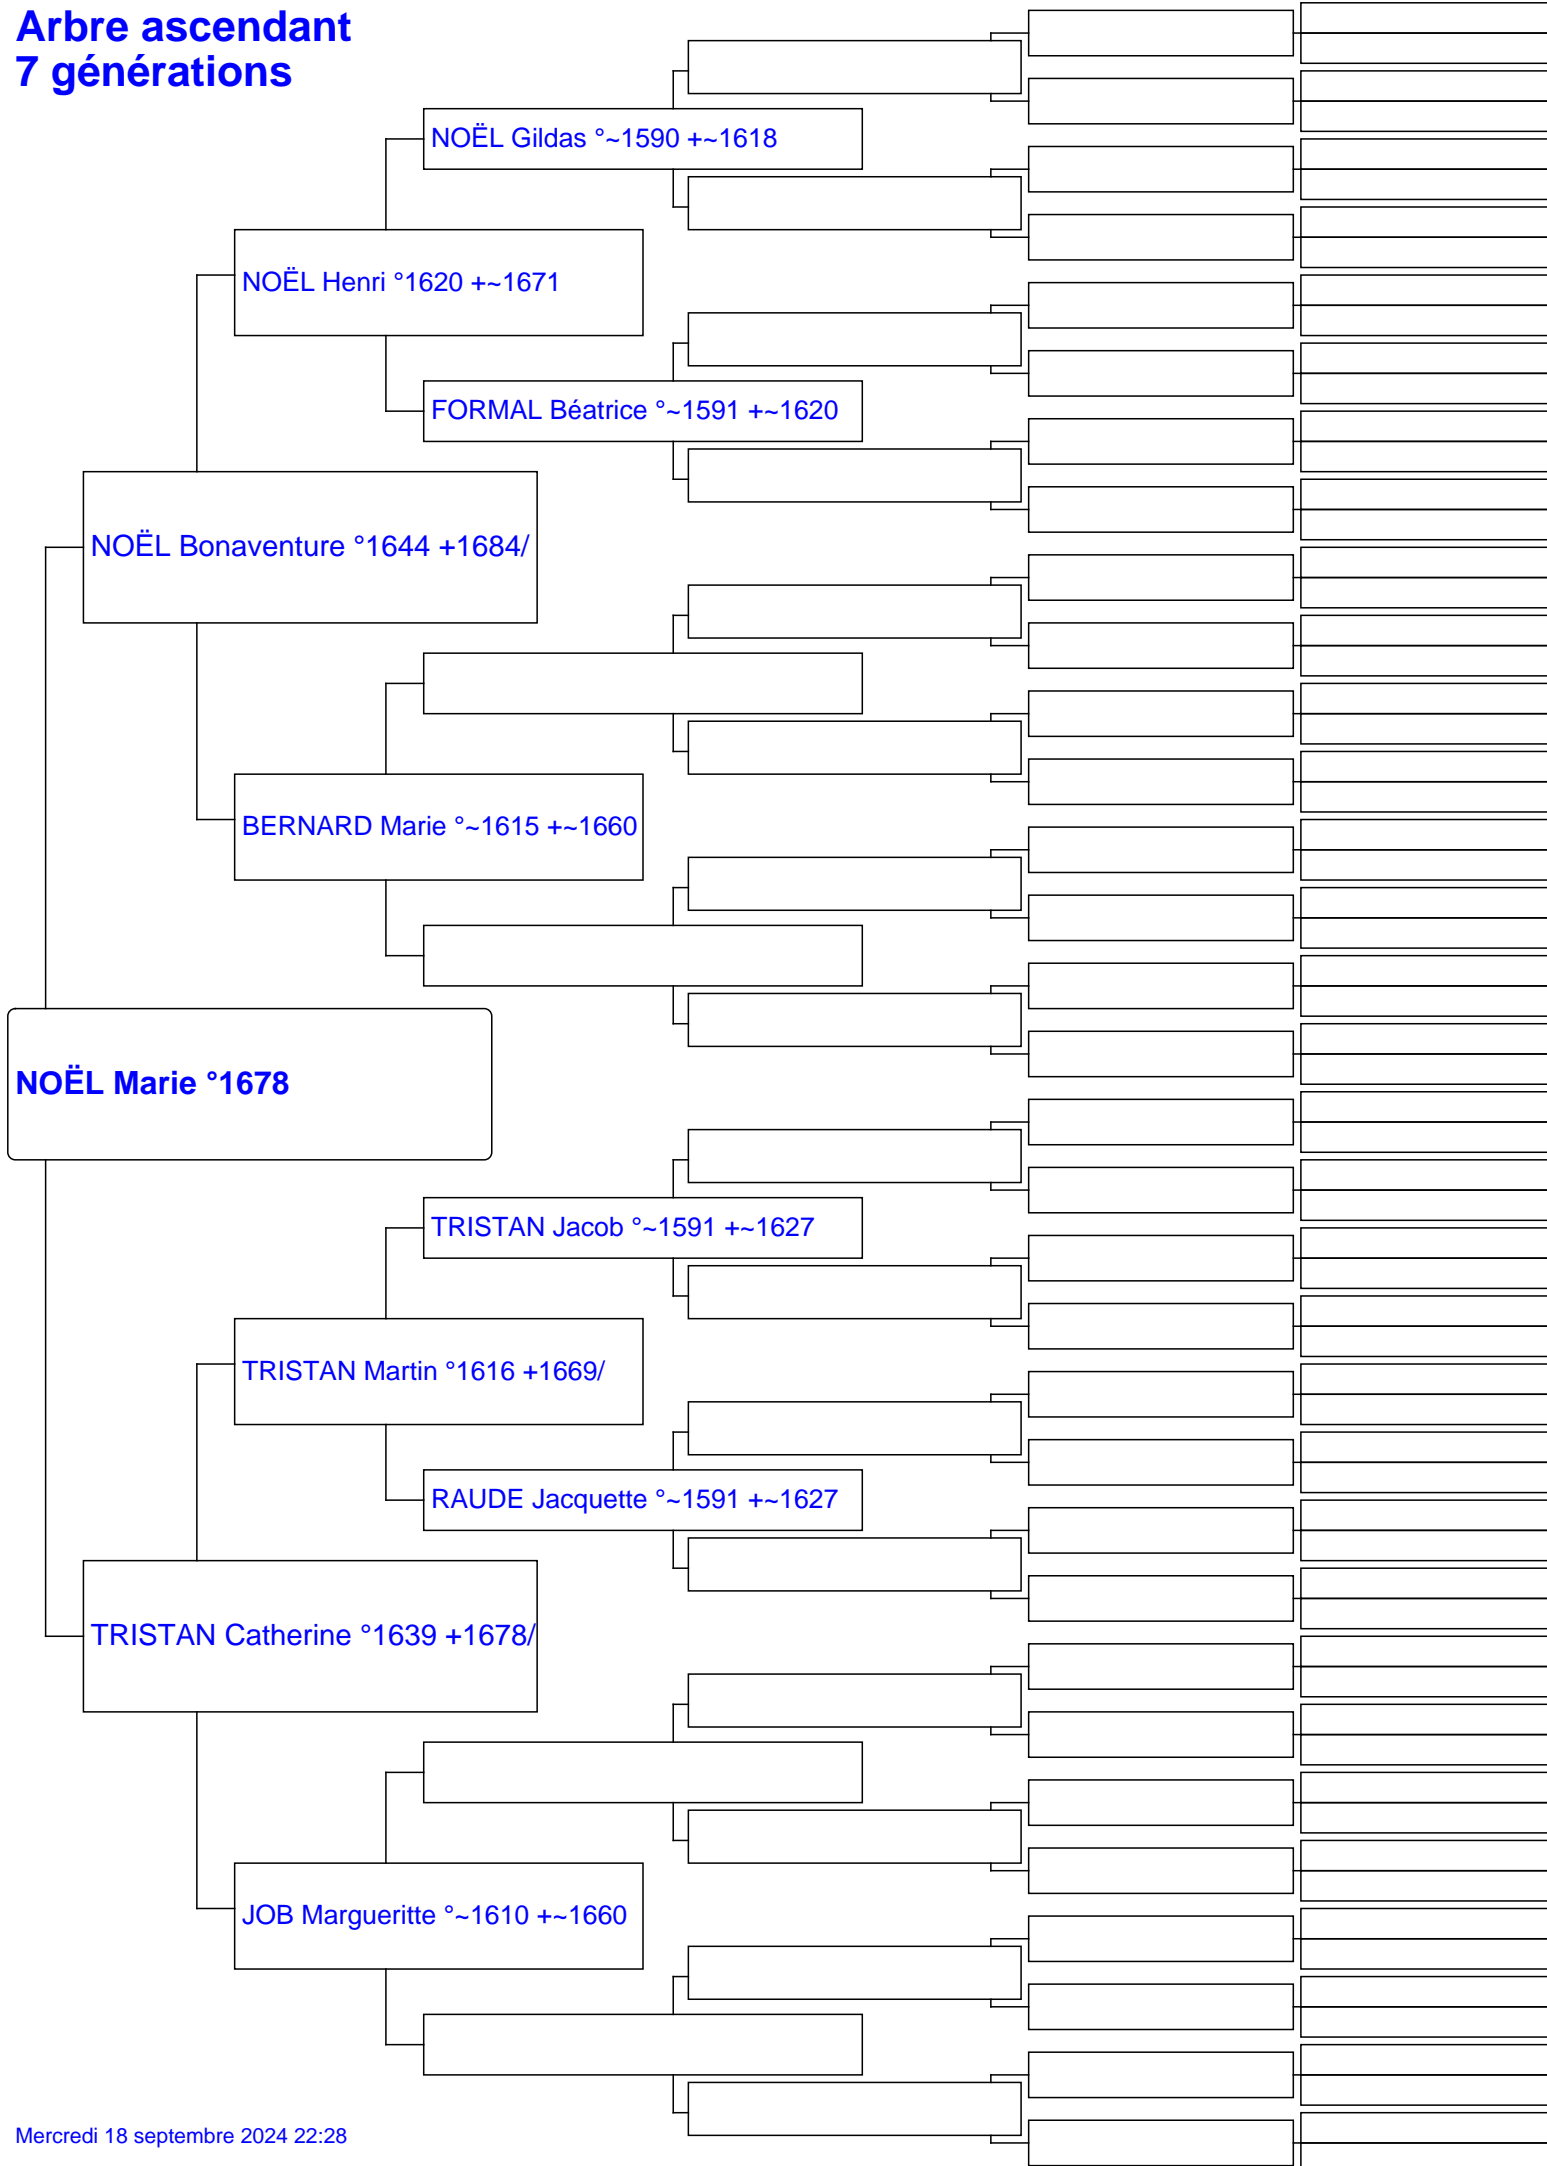 Arbre ascendant
7 générations
NOËL Gildas °~1590 +~1618
NOËL Henri °1620 +~1671
FORMAL Béatrice °~1591 +~1620
NOËL Bonaventure °1644 +1684/
BERNARD Marie °~1615 +~1660
NOËL Marie °1678
TRISTAN Jacob °~1591 +~1627
TRISTAN Martin °1616 +1669/
RAUDE Jacquette °~1591 +~1627
TRISTAN Catherine °1639 +1678/
JOB Margueritte °~1610 +~1660
Mercredi 18 septembre 2024 22:28